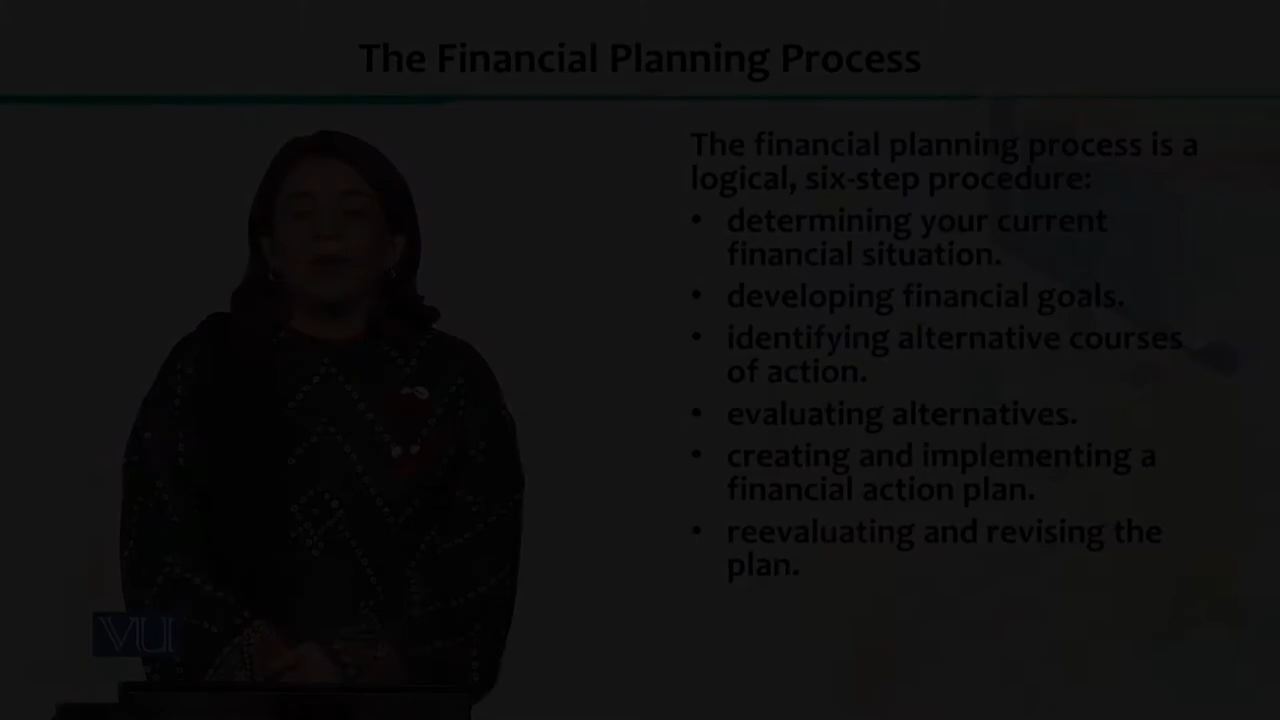 The Financial Planning Process
The financial planning process is a
logical, six-step procedure:
• determining your current
financial situation.
• developing financial goals.
• identifying alternative courses
of action.
• evaluating alternatives.
• creating and implementing a
financial action plan.
• reevaluating and revising the
plan.
VU